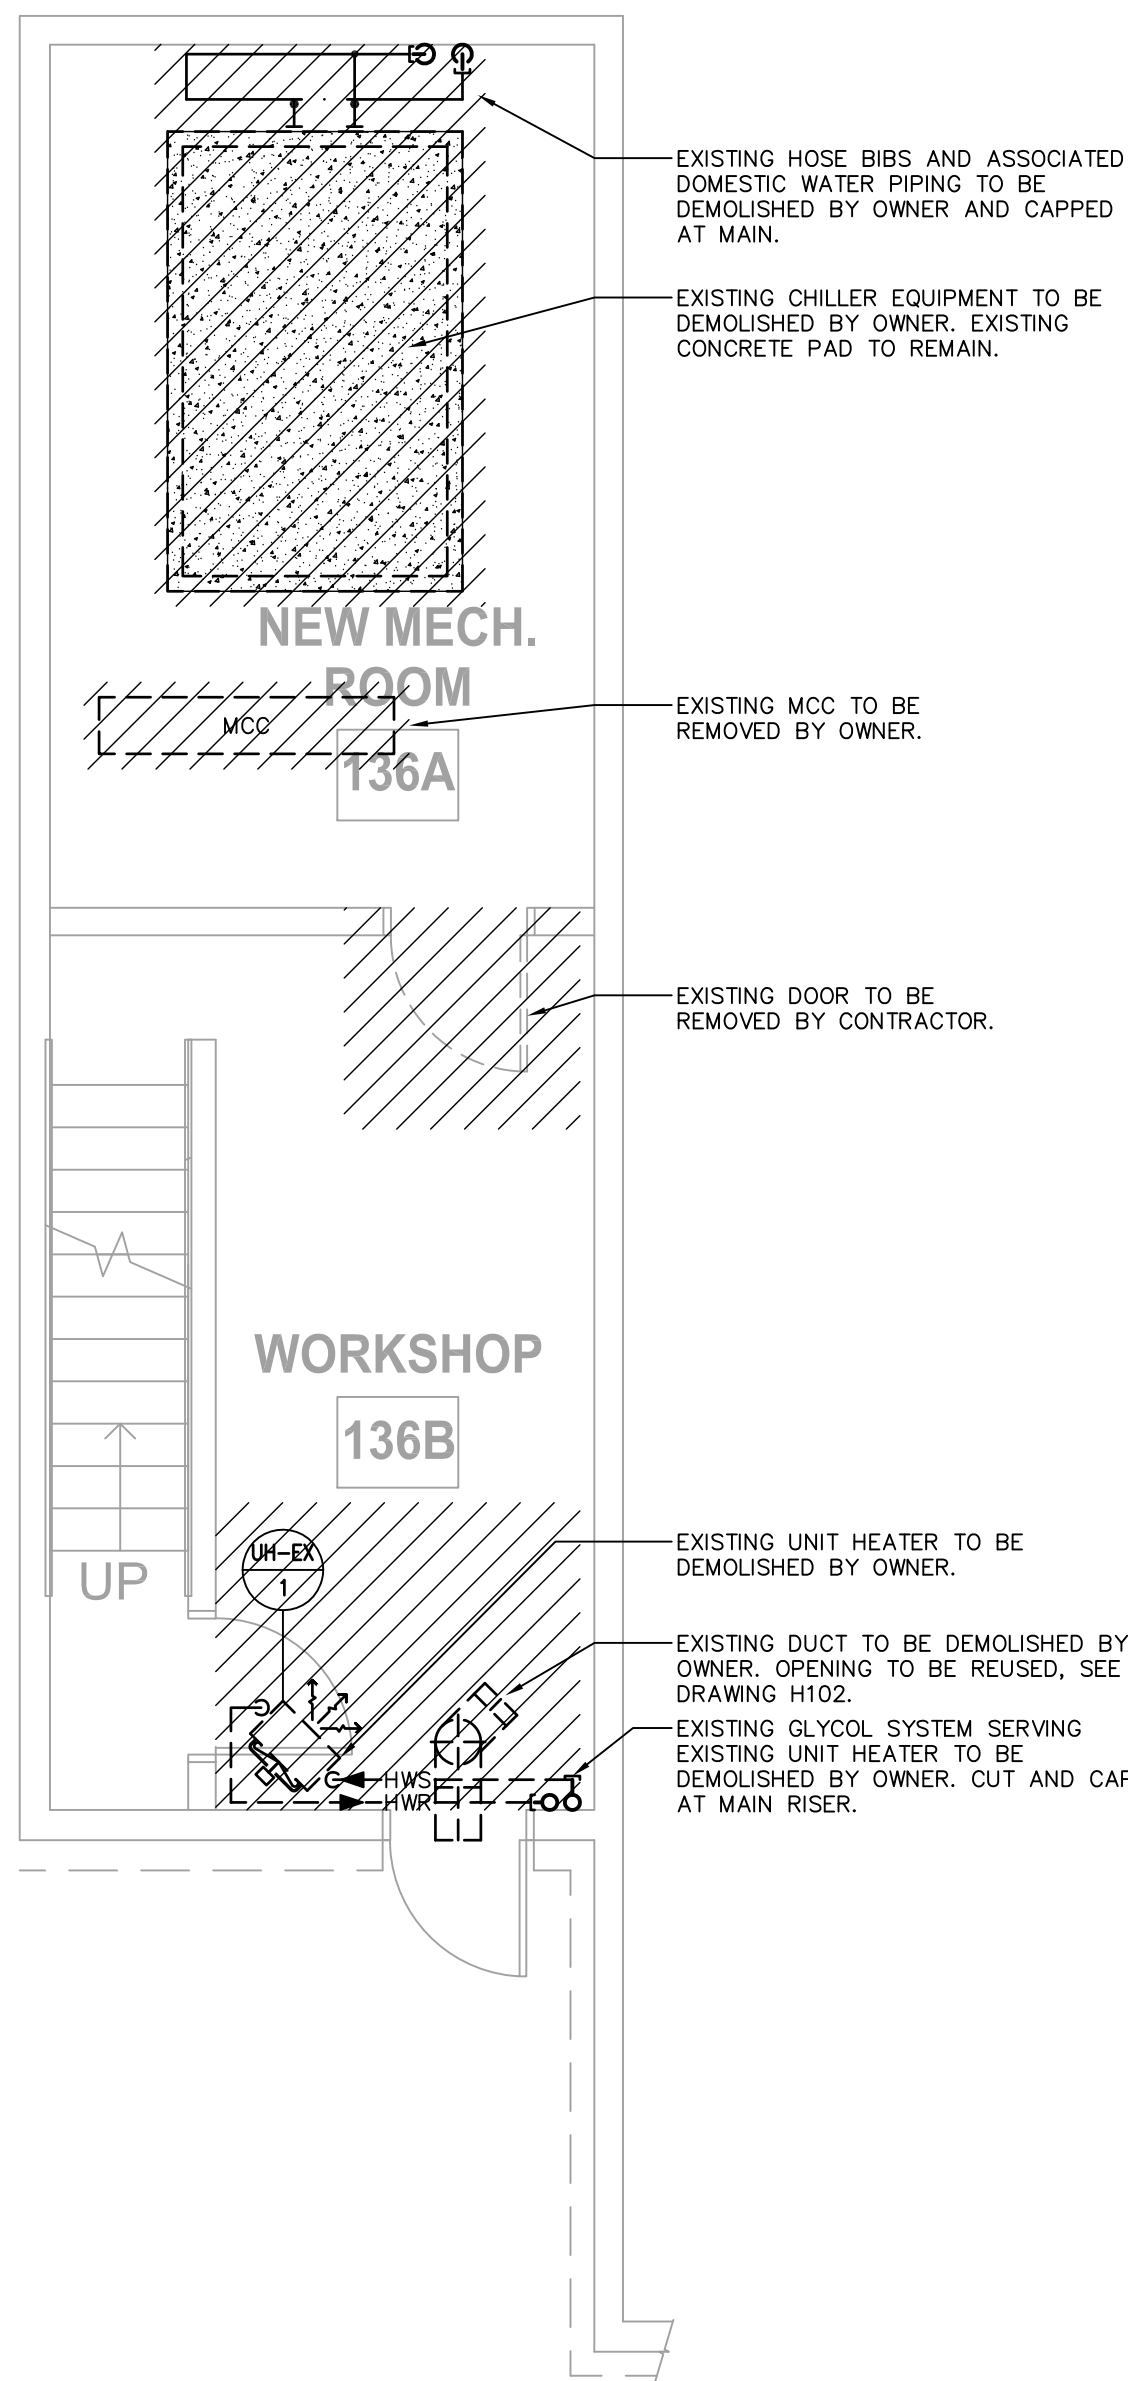 EXISTING HOSE BIBS AND ASSOCIATED
DOMESTIC WATER PIPING TO BE
DEMOLISHED BY OWNER AND CAPPED
AT MAIN.
EXISTING CHILLER EQUIPMENT TO BE
DEMOLISHED BY OWNER. EXISTING
CONCRETE PAD TO REMAIN.
NEW MECH.
ROOM
MCC
136A
EXISTING MCC TO BE
REMOVED BY OWNER.
EXISTING DOOR TO BE
REMOVED BY CONTRACTOR.
WORKSHOP
136B
UP
UH-EX
1
EXISTING UNIT HEATER TO BE
DEMOLISHED BY OWNER.
EXISTING DUCT TO BE DEMOLISHED BY
OWNER. OPENING TO BE REUSED, SEE
DRAWING H102.
EXISTING GLYCOL SYSTEM SERVING
EXISTING UNIT HEATER TO BE
DEMOLISHED BY OWNER. CUT AND CAP
AT MAIN RISER.
HWS
HWR